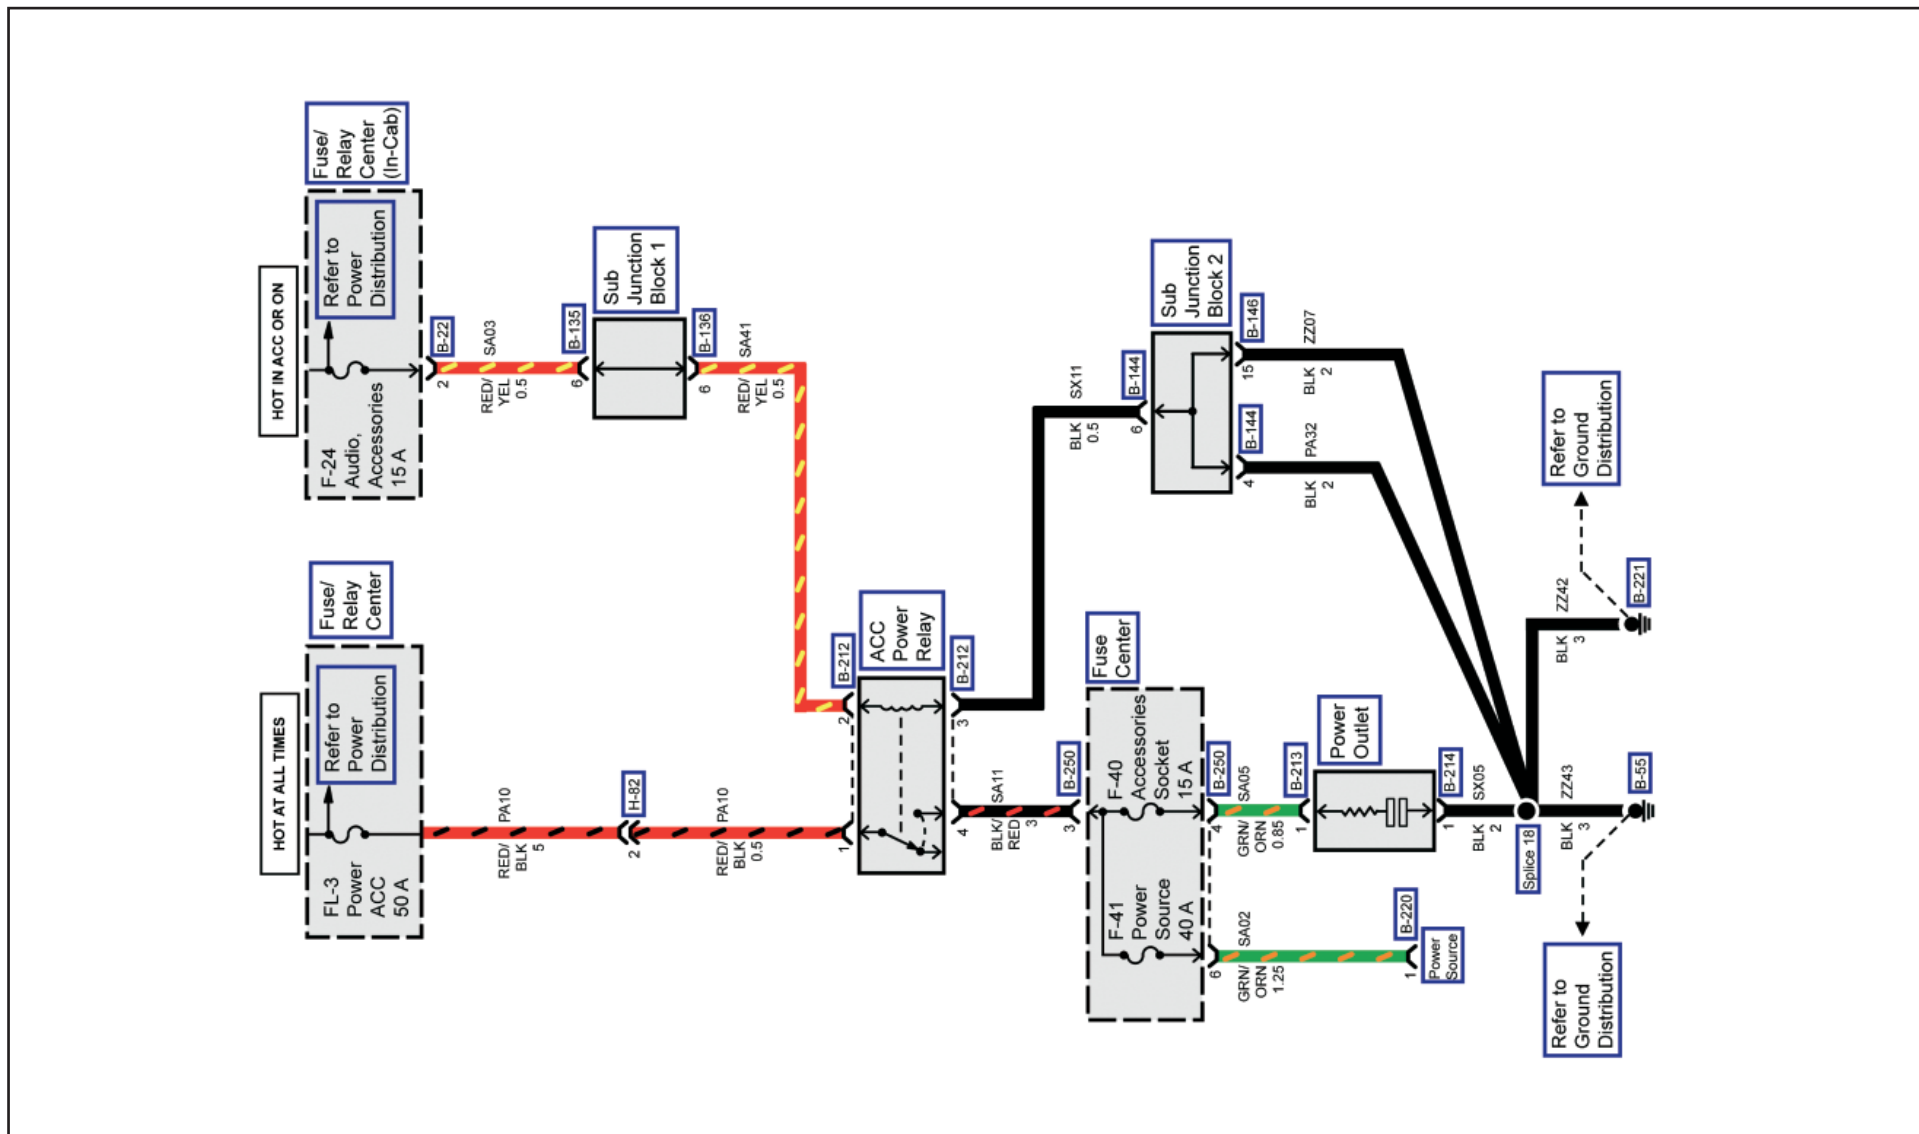 HOT AT ALL TIMES
Fuse/
Relay
Center
Refer to
Power
Distribution
FL-3
Power
ACC
50 A
PA10
RED/
BLK
5
H-82
2
PA10
RED/
BLK
0.5
1
HOT IN ACC OR ON
Fuse/
Relay
Center
(In-Cab)
Refer to
Power
Distribution
F-24
Audio,
Accessories
15 A
B-22
2
SA03
RED/
YEL
0.5
B-135
6
Sub
Junction
Block 1
B-136
6
SA41
RED/
YEL
0.5
B-212
2
ACC
Power
Relay
B-212
3
4
SA11
BLK/
RED
3
B-250
3
Fuse
Center
F-40
Accessories
Socket
15 A
F-41
Power
Source
40 A
B-250
4
SA05
GRN/
ORN
0.85
B-213
1
Power
Outlet
B-214
1
SX05
BLK
2
6
SA02
GRN/
ORN
1.25
B-220
1
Power
Source
SX11
BLK
0.5
B-144
6
Sub
Junction
Block 2
B-146
15
ZZ07
BLK
2
B-144
4
PA32
BLK
2
Splice 18
ZZ43
BLK
3
B-55
ZZ42
BLK
3
B-221
Refer to
Ground
Distribution
Refer to
Ground
Distribution